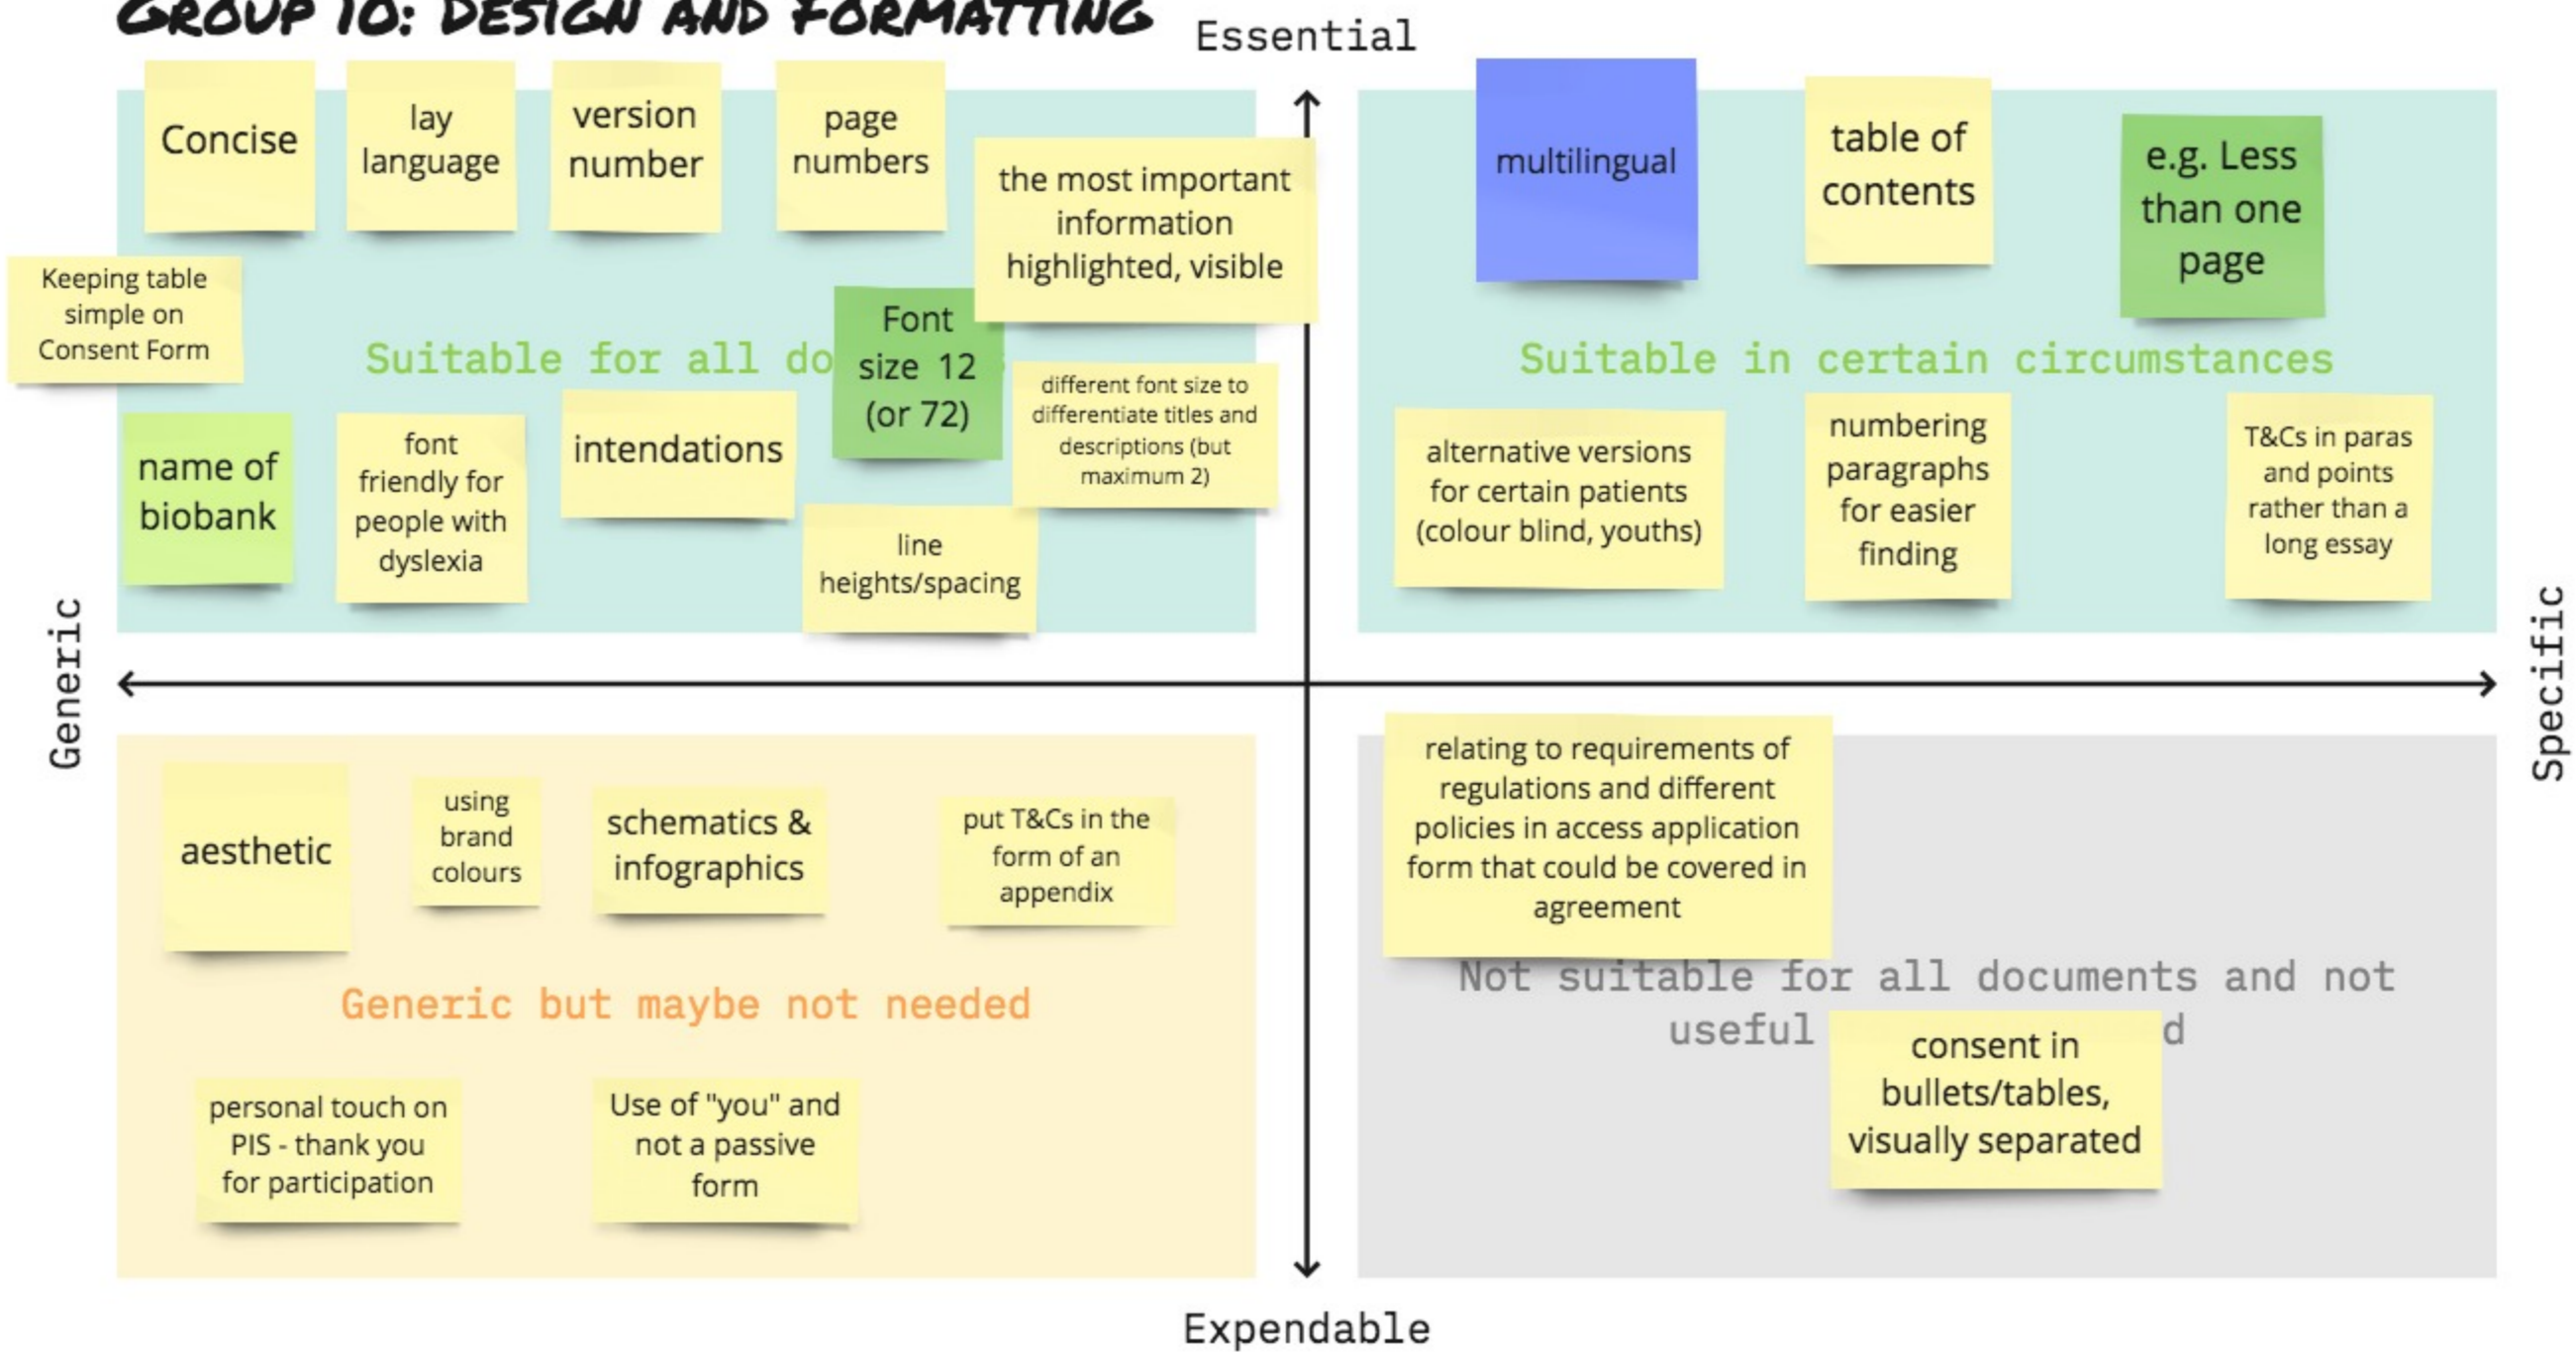 GROUP 10: DESIGN AND FORMATTING
Essential
Concise
lay
language
version
number
page
numbers
the most important
information
highlighted, visible
Keeping table
simple on
Consent Form
Suitable for all do
Font
size 12
(or 72)
different font size to
differentiate titles and
descriptions (but
maximum 2)
name of
biobank
font
friendly for
people with
dyslexia
intendations
line
heights/spacing
multilingual
table of
contents
e.g. Less
than one
page
Suitable in certain circumstances
alternative versions
for certain patients
(colour blind, youths)
numbering
paragraphs
for easier
finding
T&Cs in paras
and points
rather than a
long essay
Generic
Specific
aesthetic
using
brand
colours
schematics &
infographics
put T&Cs in the
form of an
appendix
Generic but maybe not needed
personal touch on
PIS - thank you
for participation
Use of "you" and
not a passive
form
relating to requirements of
regulations and different
policies in access application
form that could be covered in
agreement
Not suitable for all documents and not
useful
consent in
bullets/tables,
visually separated
Expendable